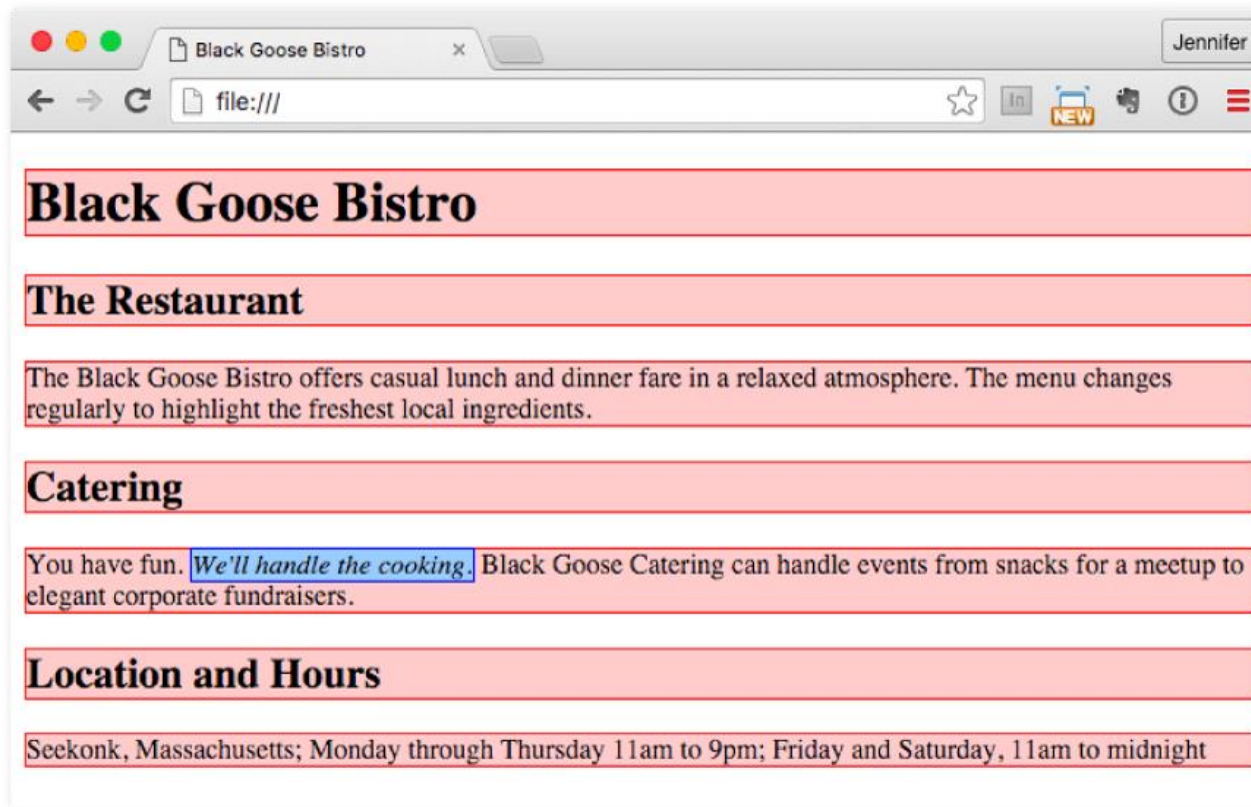 Black Goose Bistro
Jennifer
file:///
In
NEW
Black Goose Bistro
The Restaurant
The Black Goose Bistro offers casual lunch and dinner fare in a relaxed atmosphere. The menu changes
regularly to highlight the freshest local ingredients.
Catering
You have fun. We'll handle the cooking. Black Goose Catering can handle events from snacks for a meetup to
elegant corporate fundraisers.
Location and Hours
Seekonk, Massachusetts; Monday through Thursday 11am to 9pm; Friday and Saturday, 11am to midnight